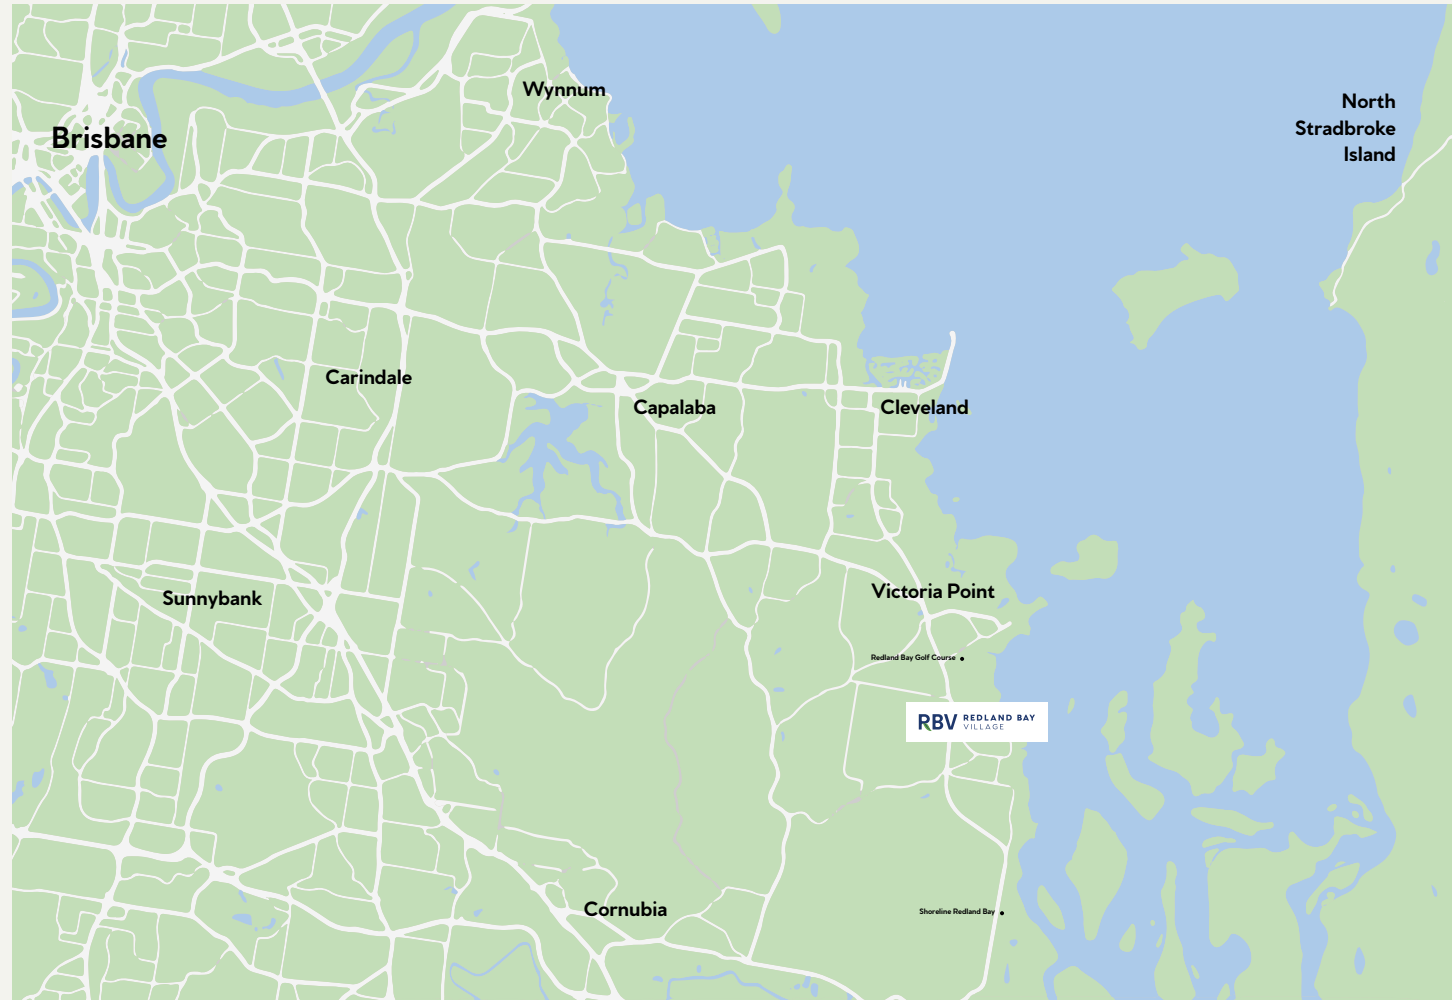 Wynnum
North
Stradbroke
Island
Brisbane
Carindale
Capalaba
Cleveland
Victoria Point
Sunnybank
Redland Bay Golf Course
RBV REDLAND BAY
VILLAGE
Cornubia
Shoreline Redland Bay